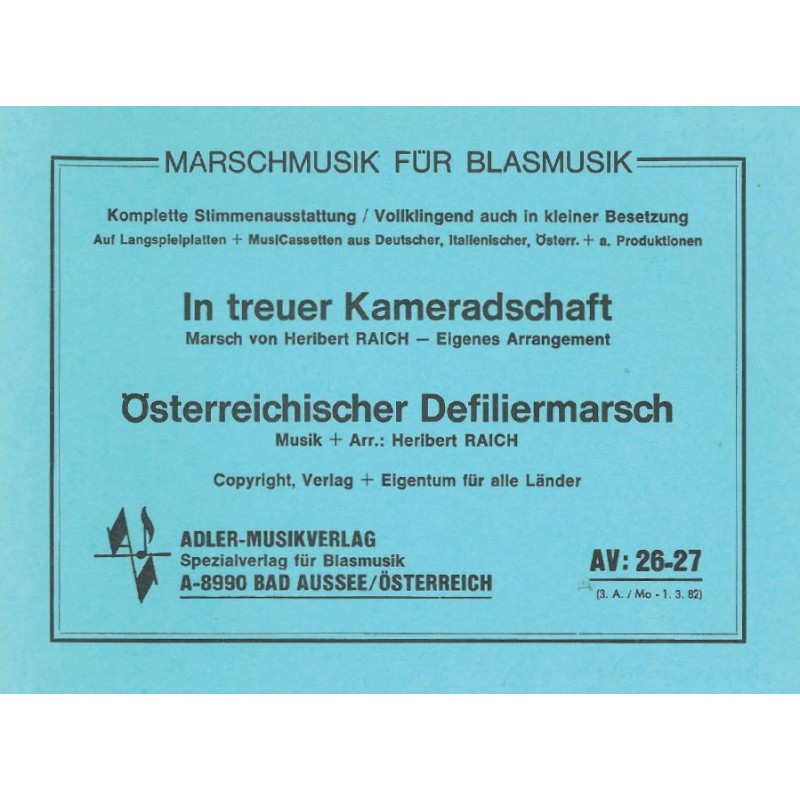 MARSCHMUSIK FÜR BLASMUSIK
Komplette Stimmenausstattung / Vollklingend auch in kleiner Besetzung
Auf Langspielplatten + MusiCassetten aus Deutscher, Italienischer, Österr. + a. Produktionen
In treuer Kameradschaft
Marsch von Heribert RAICH — Eigenes Arrangement
Österreichischer Defiliermarsch
Musik + Arr.: Heribert RAICH
Copyright, Verlag + Eigentum für alle Länder
ADLER-MUSIKVERLAG
Spezialverlag für Blasmusik
A-8990 BAD AUSSEE/ÖSTERREICH
AV: 26-27
(3. A. / Mo - 1. 3. 82)